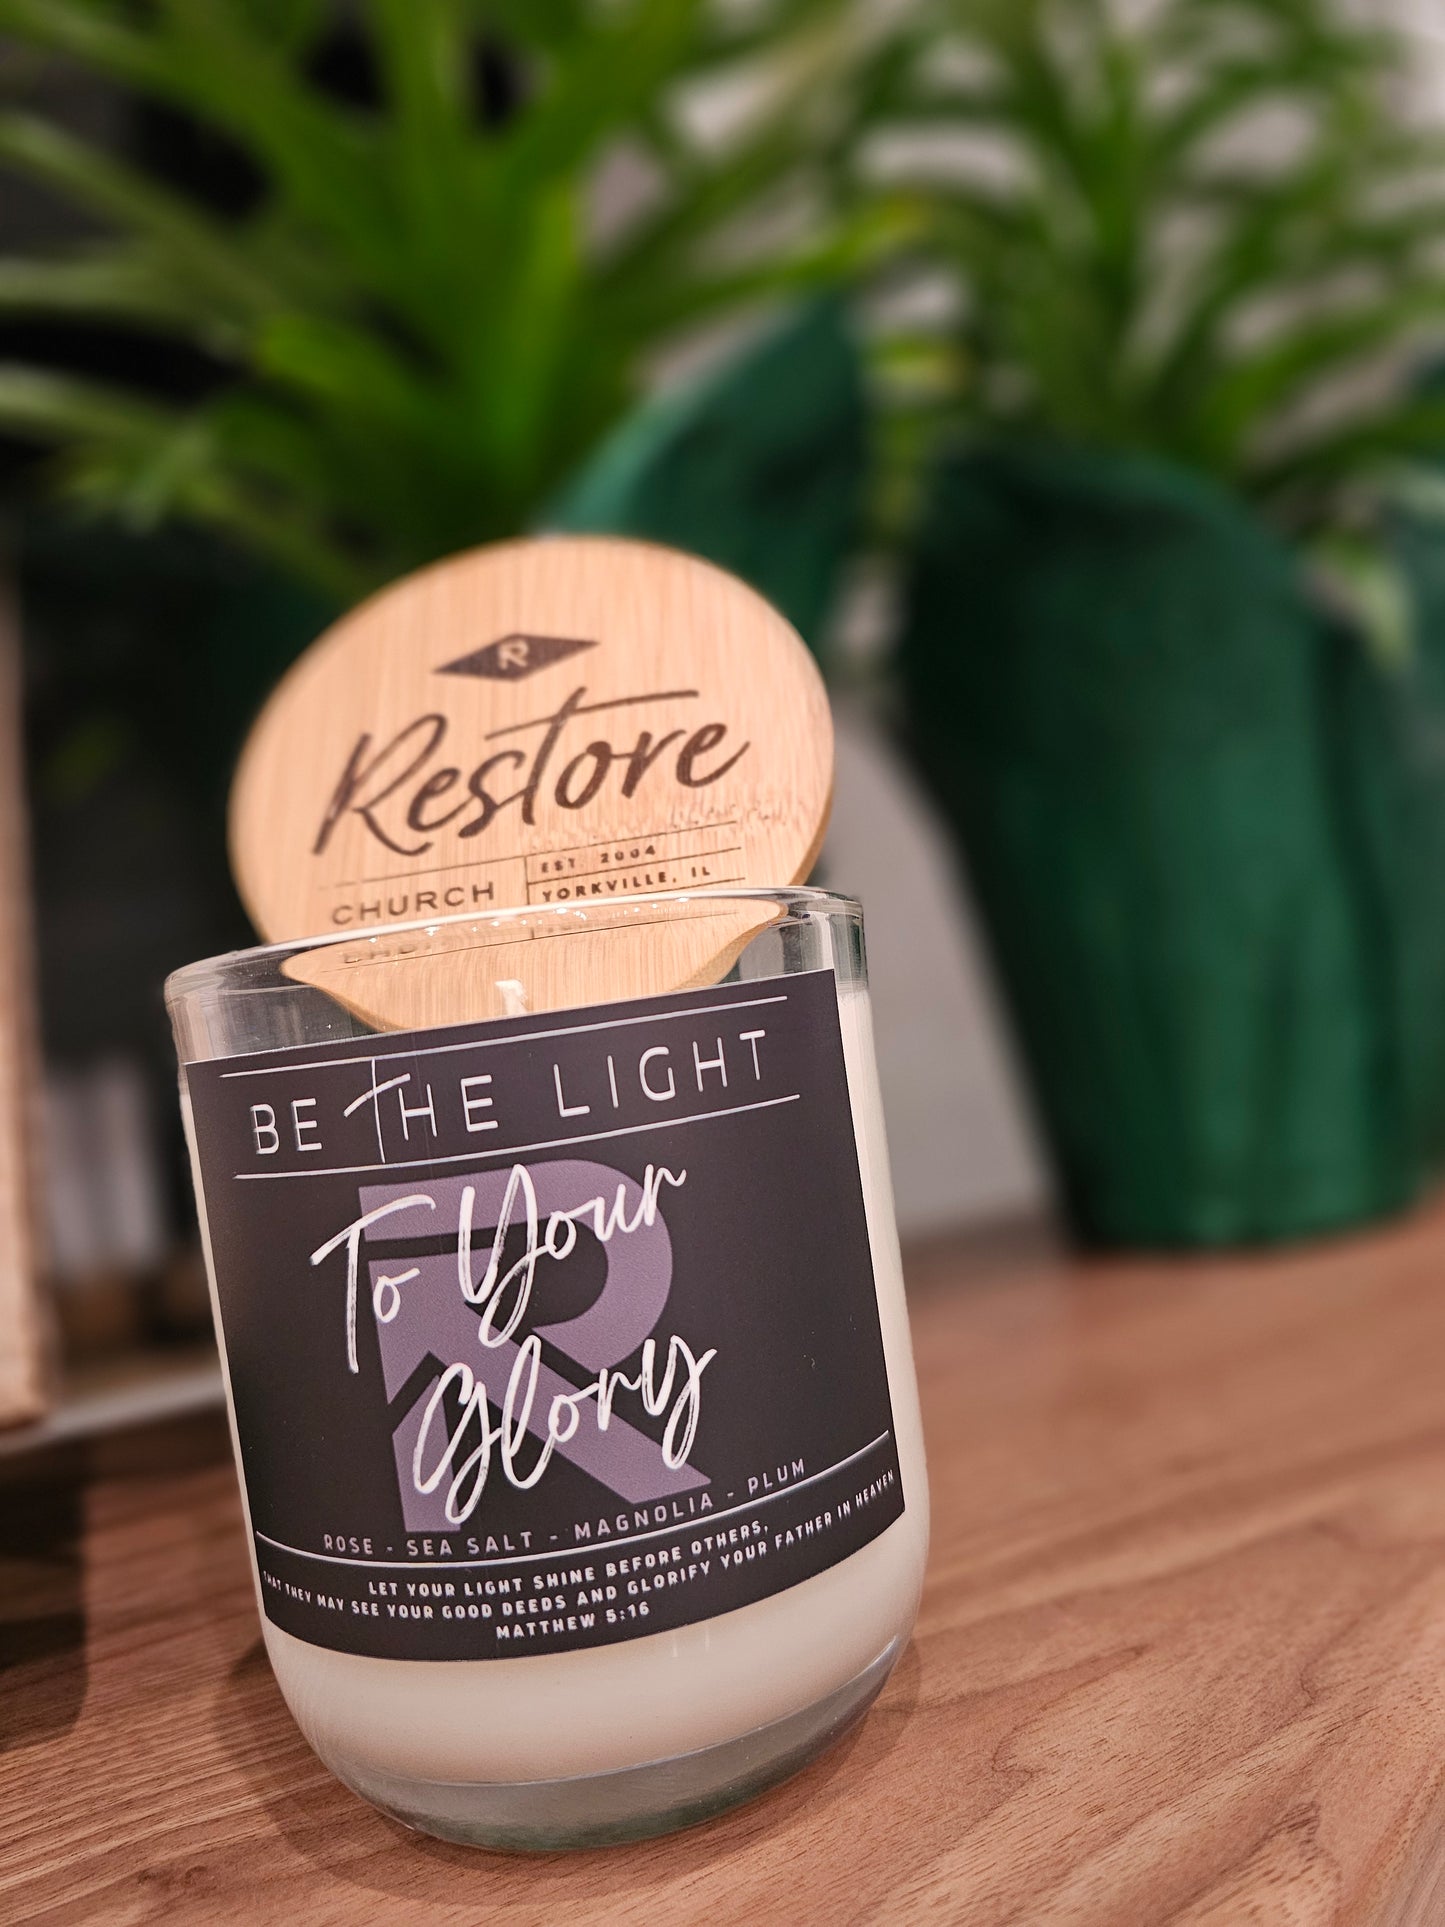 R
Restore
CHURCH
EST. 2004
YORKVILLE, IL
BE THE LIGHT
R
To Your
Glory
ROSE - SEA SALT - MAGNOLIA - PLUM
LET YOUR LIGHT SHINE BEFORE OTHERS,
THAT THEY MAY SEE YOUR GOOD DEEDS AND GLORIFY YOUR FATHER IN HEAVEN
MATTHEW 5:16